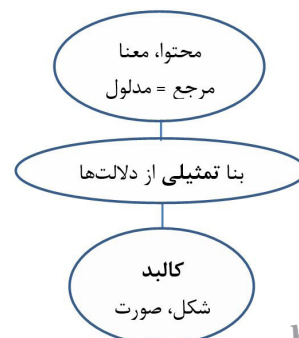 محتوا، معنا
مرجع = مدلول
بنا تمثیلی از دلالت‌ها
کالبد
شکل، صورت